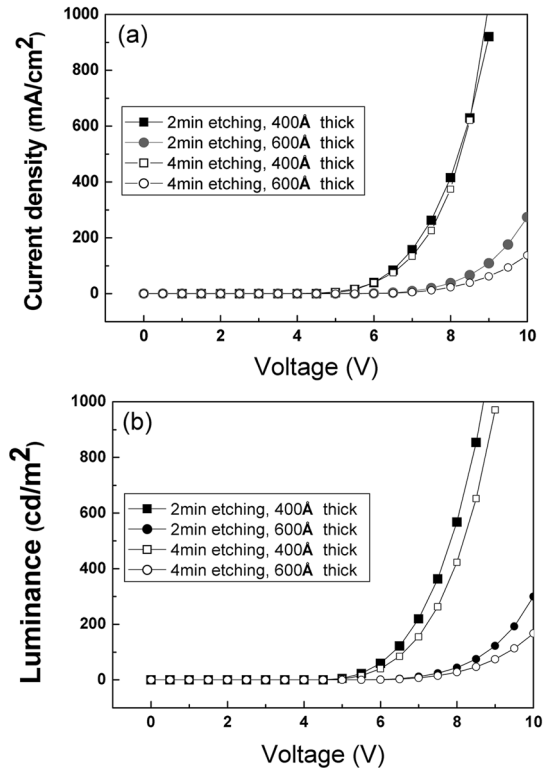 (a)
1000
800
600
400
200
0
Current density (mA/cm²)
2min etching, 400Å thick
2min etching, 600Å thick
4min etching, 400Å thick
4min etching, 600Å thick
0 2 4 6 8 10
Voltage (V)
(b)
1000
800
600
400
200
0
Luminance (cd/m²)
2min etching, 400Å thick
2min etching, 600Å thick
4min etching, 400Å thick
4min etching, 600Å thick
0 2 4 6 8 10
Voltage (V)